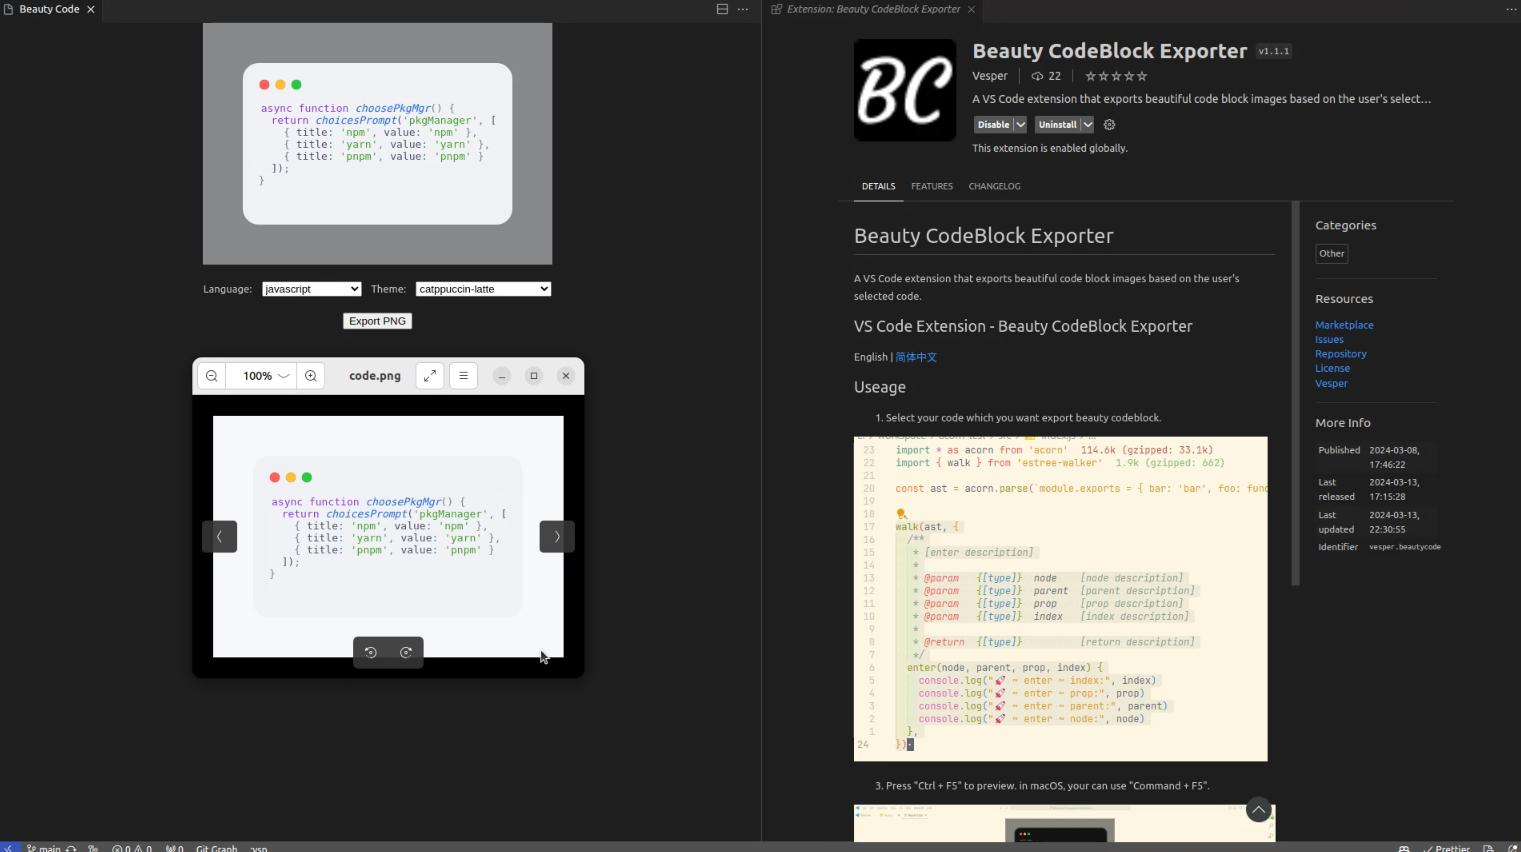 Beauty Code
async function choosePkgMgr() {
return choicesPrompt('pkgManager', [
{ title: 'npm', value: 'npm' },
{ title: 'yarn', value: 'yarn' },
{ title: 'pnpm', value: 'pnpm' }
]);
}
Language: javascript Theme: catppuccin-latte
Export PNG
100% code.png
async function choosePkgMgr() {
return choicesPrompt('pkgManager', [
{ title: 'npm', value: 'npm' },
{ title: 'yarn', value: 'yarn' },
{ title: 'pnpm', value: 'pnpm' }
]);
}
Extension: Beauty CodeBlock Exporter
BC
Beauty CodeBlock Exporter v1.1.1
Vesper 22
A VS Code extension that exports beautiful code block images based on the user's select…
Disable Uninstall
This extension is enabled globally.
DETAILS FEATURES CHANGELOG
Beauty CodeBlock Exporter
A VS Code extension that exports beautiful code block images based on the user's
selected code.
VS Code Extension - Beauty CodeBlock Exporter
English | 简体中文
Useage
1. Select your code which you want export beauty codeblock.
23 import * as acorn from 'acorn' 114.6k (gzipped: 33.1k)
22 import { walk } from 'estree-walker' 1.9k (gzipped: 662)
21
20 const ast = acorn.parse(`module.exports = { bar: 'bar', foo: func
19
18
17 walk(ast, {
16 /**
15 * [enter description]
14 *
13 * @param {[type]} node [node description]
12 * @param {[type]} parent [parent description]
11 * @param {[type]} prop [prop description]
10 * @param {[type]} index [index description]
9 *
8 * @return {[type]} [return description]
7 */
6 enter(node, parent, prop, index) {
5 console.log("🚀 ~ enter ~ index:", index)
4 console.log("🚀 ~ enter ~ prop:", prop)
3 console.log("🚀 ~ enter ~ parent:", parent)
2 console.log("🚀 ~ enter ~ node:", node)
1 },
24 })
3. Press "Ctrl + F5" to preview. in macOS, your can use "Command + F5".
Categories
Other
Resources
Marketplace
Issues
Repository
License
Vesper
More Info
Published 2024-03-08, 17:46:22
Last released 2024-03-13, 17:15:28
Last updated 2024-03-13, 22:30:55
Identifier vesper.beautycode
main 0 0 0 Git Graph :vsp Prettier